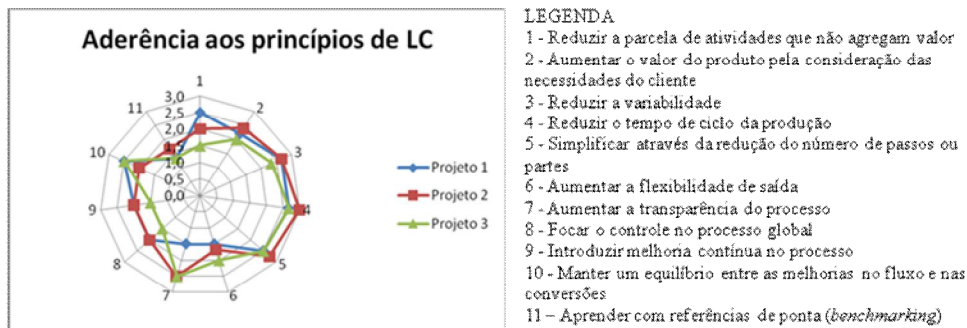 Aderência aos princípios de LC
1
2
3
4
5
6
7
8
9
10
11
3,0
2,5
2,0
1,5
1,0
0,5
0,0
Projeto 1
Projeto 2
Projeto 3
LEGENDA
1 - Reduzir a parcela de atividades que não agregam valor
2 - Aumentar o valor do produto pela consideração das
necessidades do cliente
3 - Reduzir a variabilidade
4 - Reduzir o tempo de ciclo da produção
5 - Simplificar através da redução do número de passos ou
partes
6 - Aumentar a flexibilidade de saída
7 - Aumentar a transparência do processo
8 - Focar o controle no processo global
9 - Introduzir melhoria contínua no processo
10 - Manter um equilíbrio entre as melhorias no fluxo e nas
conversões
11 – Aprender com referências de ponta (benchmarking)